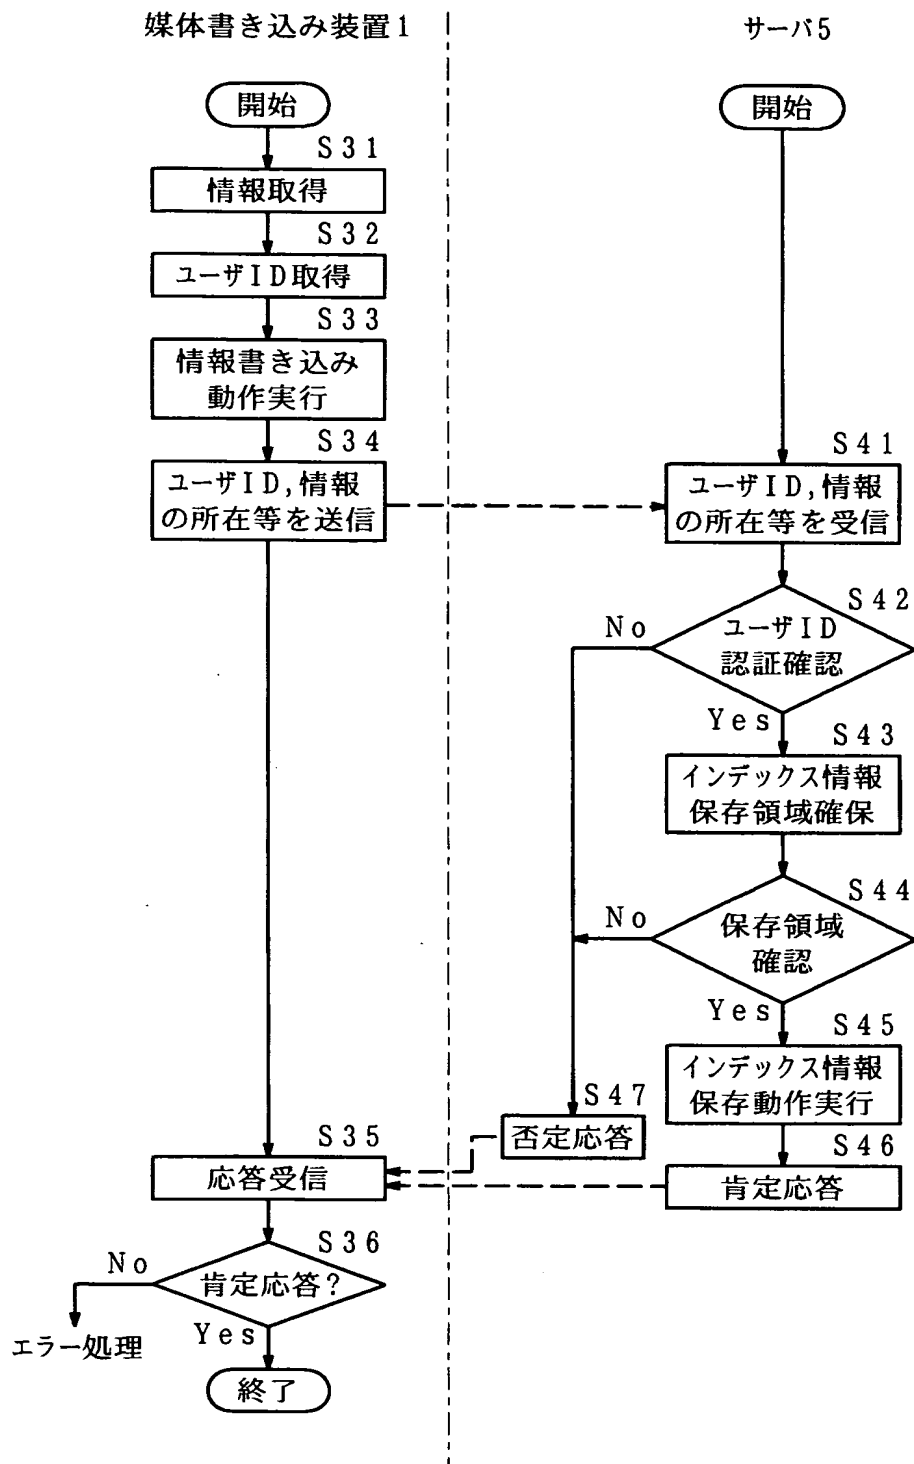 媒体書き込み装置1
サーバ5
開始
S31
情報取得
S32
ユーザID取得
S33
情報書き込み
動作実行
S34
ユーザID,情報
の所在等を送信
開始
S41
ユーザID,情報
の所在等を受信
S42
ユーザID
認証確認
No
Yes
S43
インデックス情報
保存領域確保
S44
保存領域
確認
No
Yes
S45
インデックス情報
保存動作実行
S47
否定応答
S46
肯定応答
S35
応答受信
S36
肯定応答?
No
エラー処理
Yes
終了